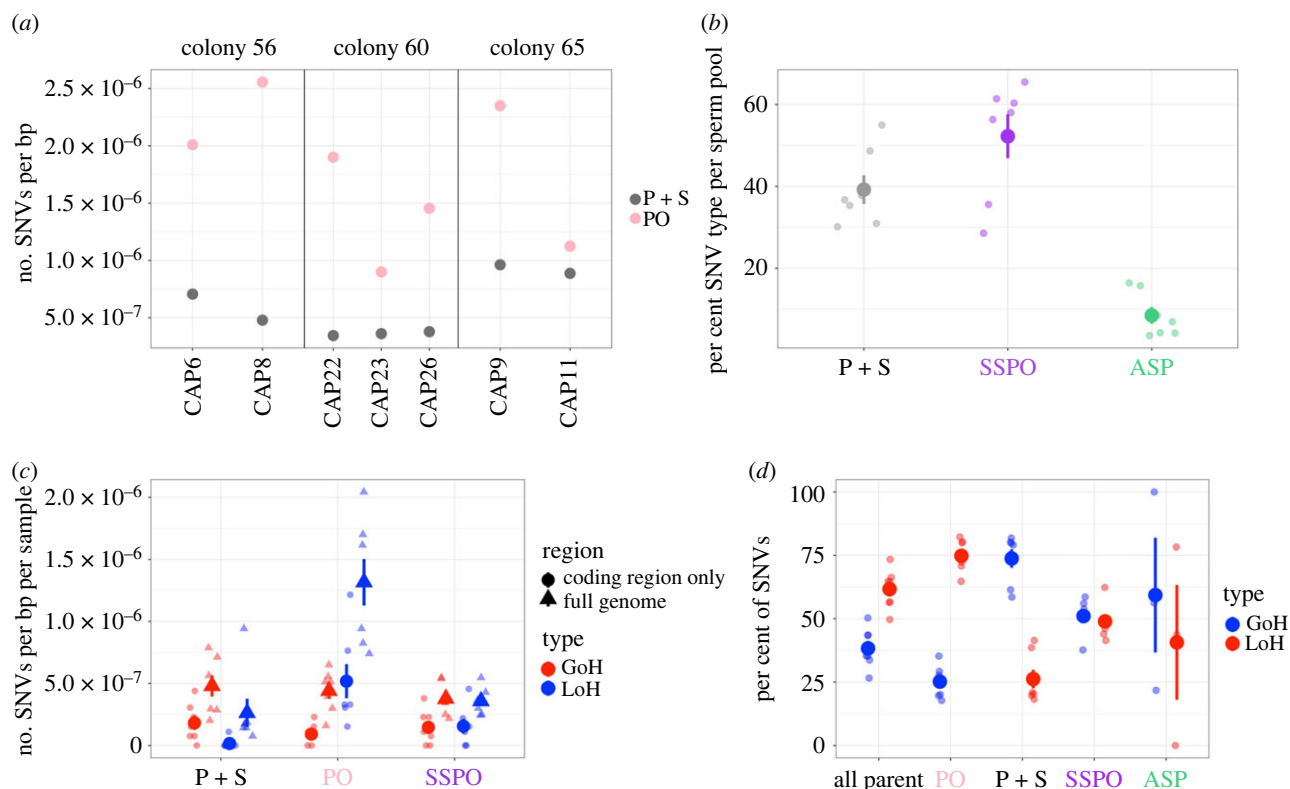 (a)
colony 56 colony 60 colony 65
no. SNVs per bp
2.5 × 10⁻⁶
2.0 × 10⁻⁶
1.5 × 10⁻⁶
1.0 × 10⁻⁶
5.0 × 10⁻⁷
CAP6 CAP8 CAP22 CAP23 CAP26 CAP9 CAP11
P + S
PO
(b)
per cent SNV type per sperm pool
60
40
20
P + S SSPO ASP
(c)
no. SNVs per bp per sample
2.0 × 10⁻⁶
1.5 × 10⁻⁶
1.0 × 10⁻⁶
5.0 × 10⁻⁷
0
P + S PO SSPO
region
coding region only
full genome
type
GoH
LoH
(d)
per cent of SNVs
100
75
50
25
0
all parent PO P + S SSPO ASP
type
GoH
LoH